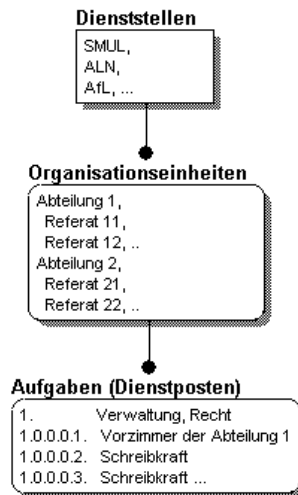 Dienststellen
SMUL,
ALN,
AfL, ...
Organisationseinheiten
Abteilung 1,
Referat 11,
Referat 12, ..
Abteilung 2,
Referat 21,
Referat 22, ..
Aufgaben (Dienstposten)
1. Verwaltung, Recht
1.0.0.0.1. Vorzimmer der Abteilung 1
1.0.0.0.2. Schreibkraft
1.0.0.0.3. Schreibkraft ...